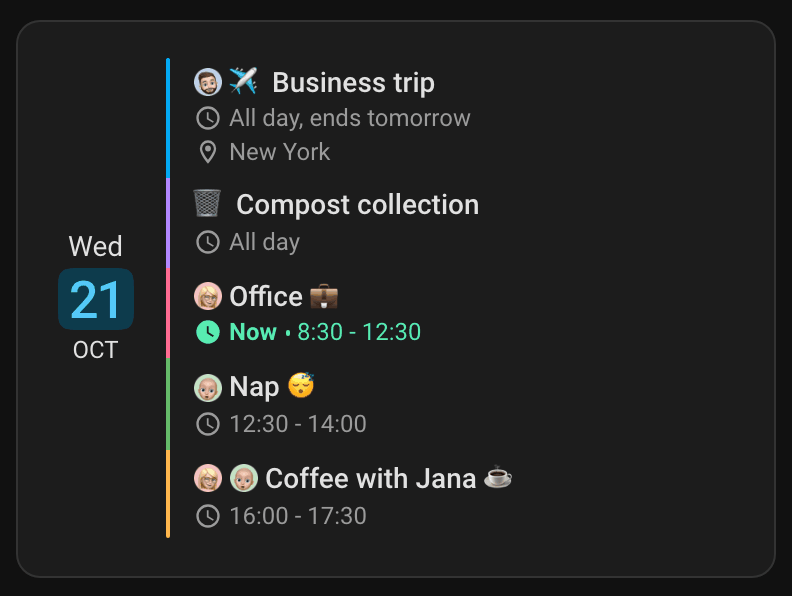 Wed
21
OCT
Business trip
All day, ends tomorrow
New York
Compost collection
All day
Office
Now • 8:30 - 12:30
Nap
12:30 - 14:00
Coffee with Jana
16:00 - 17:30